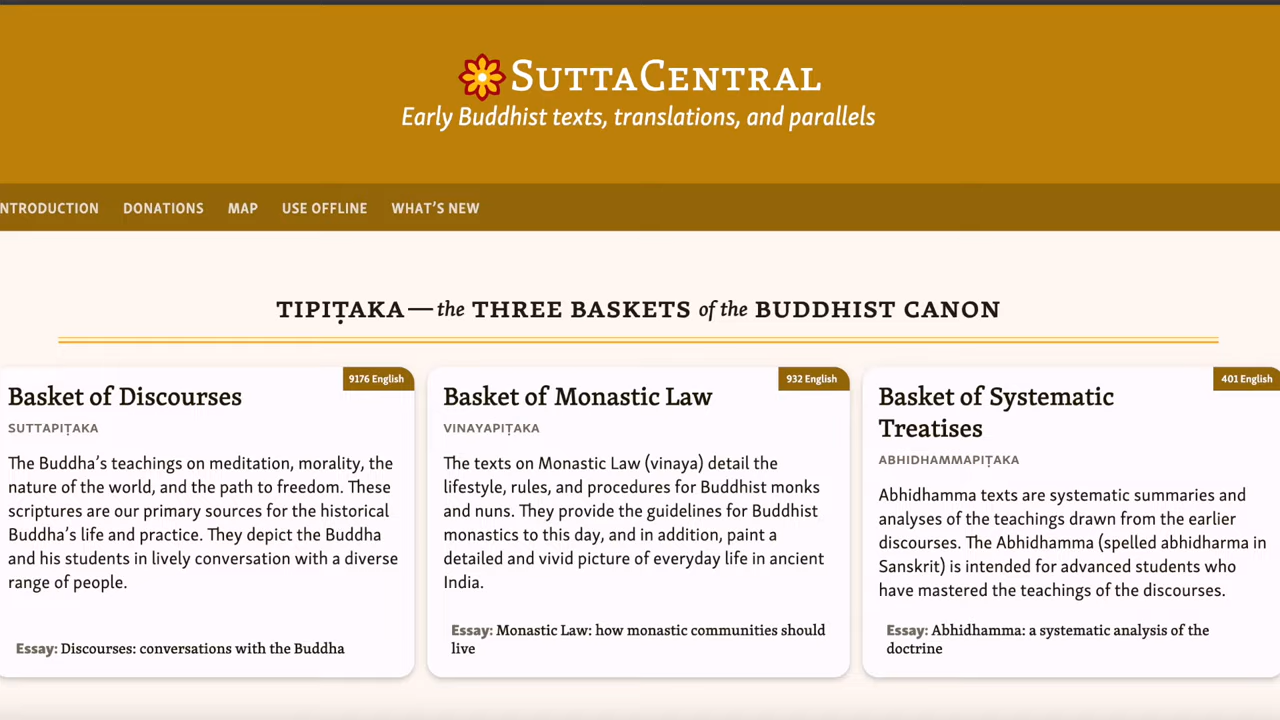 SUTTACENTRAL
Early Buddhist texts, translations, and parallels
NTRODUCTION DONATIONS MAP USE OFFLINE WHAT'S NEW
TIPIṬAKA—the THREE BASKETS of the BUDDHIST CANON
9176 English
Basket of Discourses
SUTTAPIṬAKA
The Buddha's teachings on meditation, morality, the
nature of the world, and the path to freedom. These
scriptures are our primary sources for the historical
Buddha's life and practice. They depict the Buddha
and his students in lively conversation with a diverse
range of people.
Essay: Discourses: conversations with the Buddha
932 English
Basket of Monastic Law
VINAYAPIṬAKA
The texts on Monastic Law (vinaya) detail the
lifestyle, rules, and procedures for Buddhist monks
and nuns. They provide the guidelines for Buddhist
monastics to this day, and in addition, paint a
detailed and vivid picture of everyday life in ancient
India.
Essay: Monastic Law: how monastic communities should
live
401 English
Basket of Systematic
Treatises
ABHIDHAMMAPIṬAKA
Abhidhamma texts are systematic summaries and
analyses of the teachings drawn from the earlier
discourses. The Abhidhamma (spelled abhidharma in
Sanskrit) is intended for advanced students who
have mastered the teachings of the discourses.
Essay: Abhidhamma: a systematic analysis of the
doctrine